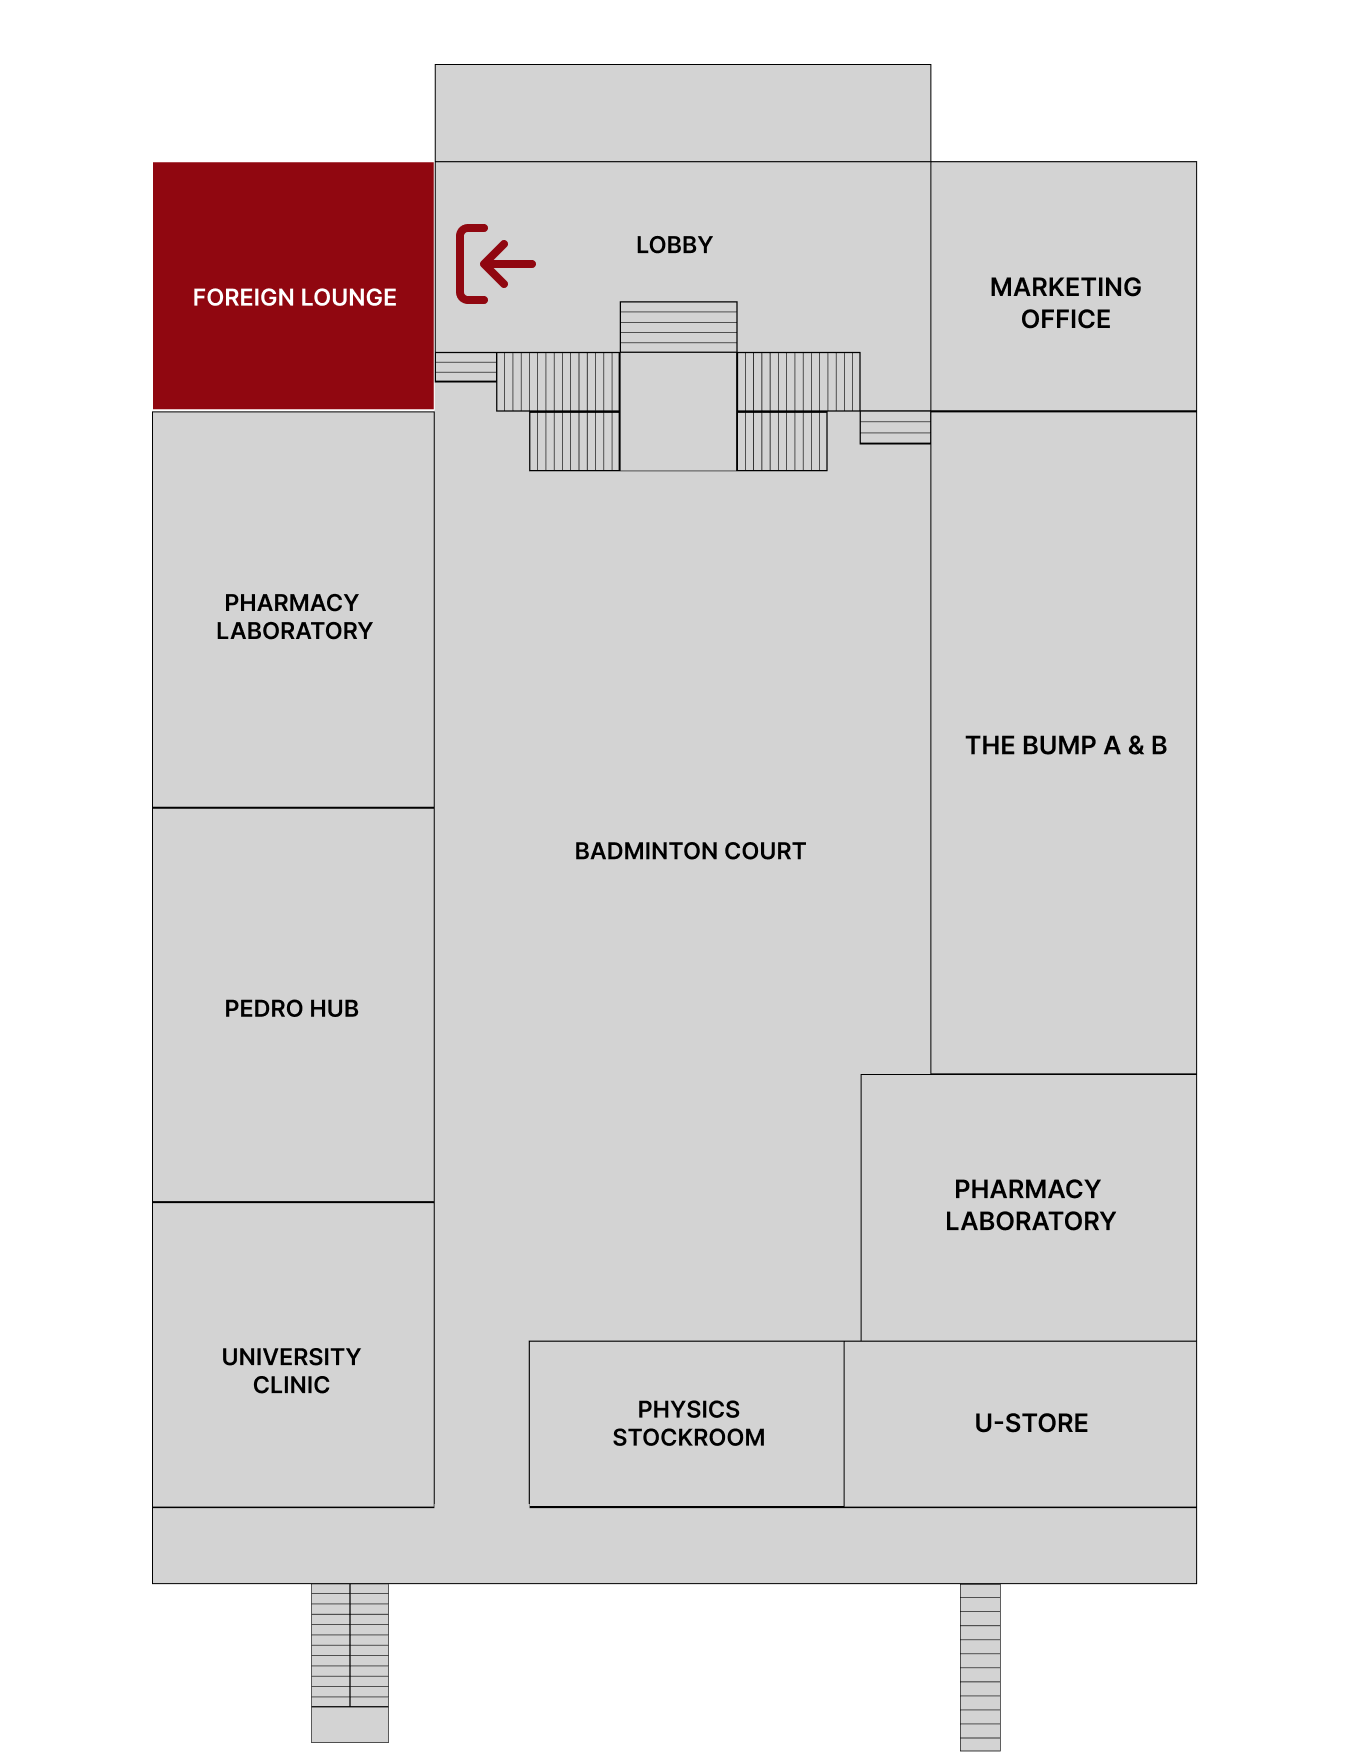 LOBBY
FOREIGN LOUNGE
MARKETING
OFFICE
PHARMACY
LABORATORY
THE BUMP A & B
BADMINTON COURT
PEDRO HUB
PHARMACY
LABORATORY
UNIVERSITY
CLINIC
PHYSICS
STOCKROOM
U-STORE